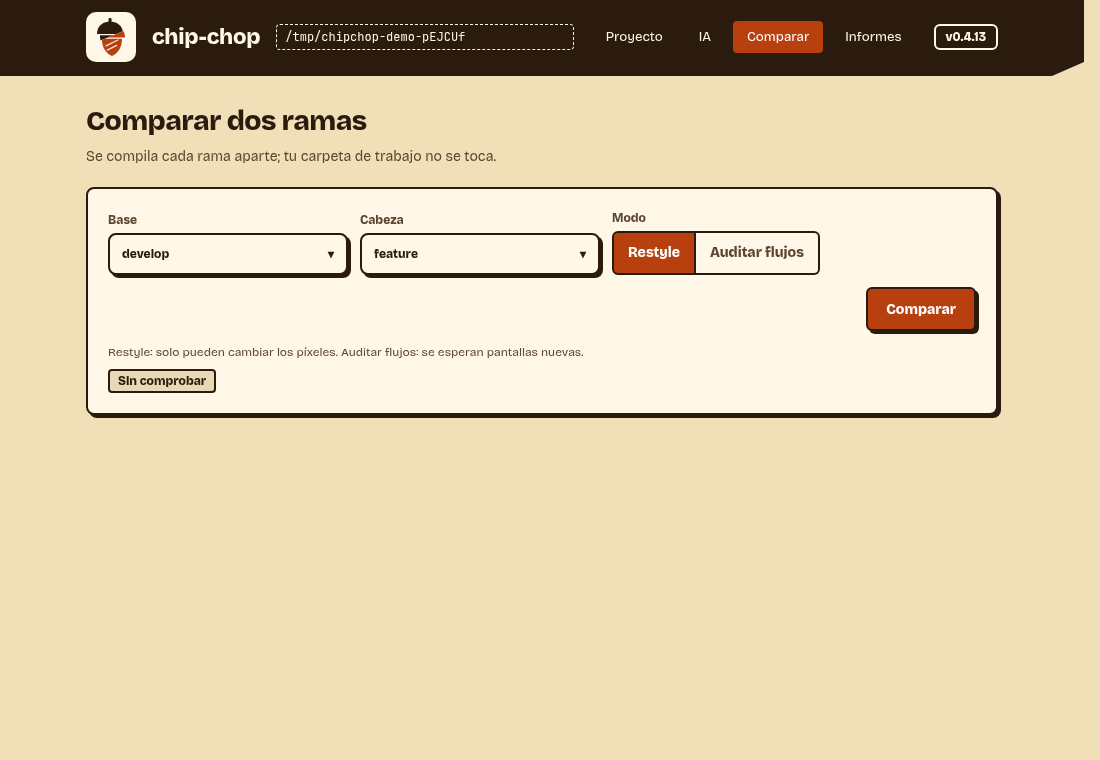 chip-chop /tmp/chipchop-demo-pEJCUf Proyecto IA Comparar Informes v0.4.13
Comparar dos ramas
Se compila cada rama aparte; tu carpeta de trabajo no se toca.
Base Cabeza Modo
develop ▼ feature ▼ Restyle Auditar flujos
Comparar
Restyle: solo pueden cambiar los píxeles. Auditar flujos: se esperan pantallas nuevas.
Sin comprobar